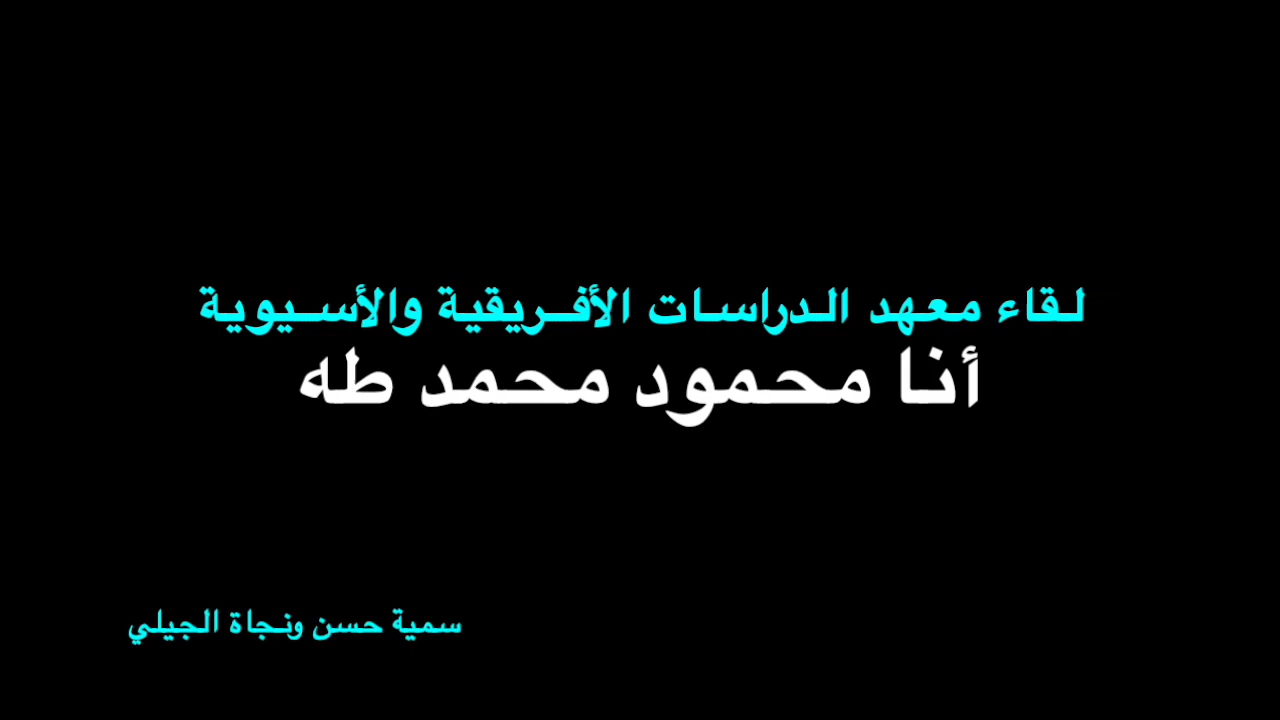 لقاء معهد الدراسات الأفريقية والأسيوية
أنا محمود محمد طه
سمية حسن ونجاة الجيلي